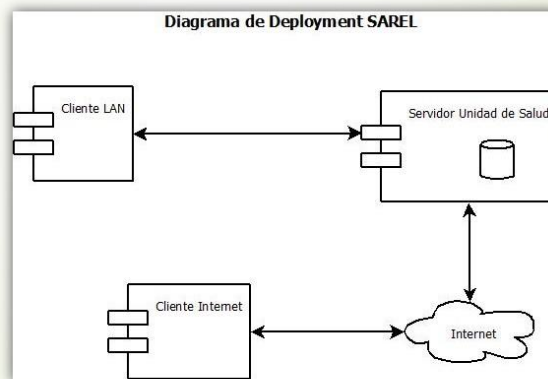 Diagrama de Deployment SAREL
Cliente LAN
Servidor Unidad de Salud
Cliente Internet
Internet